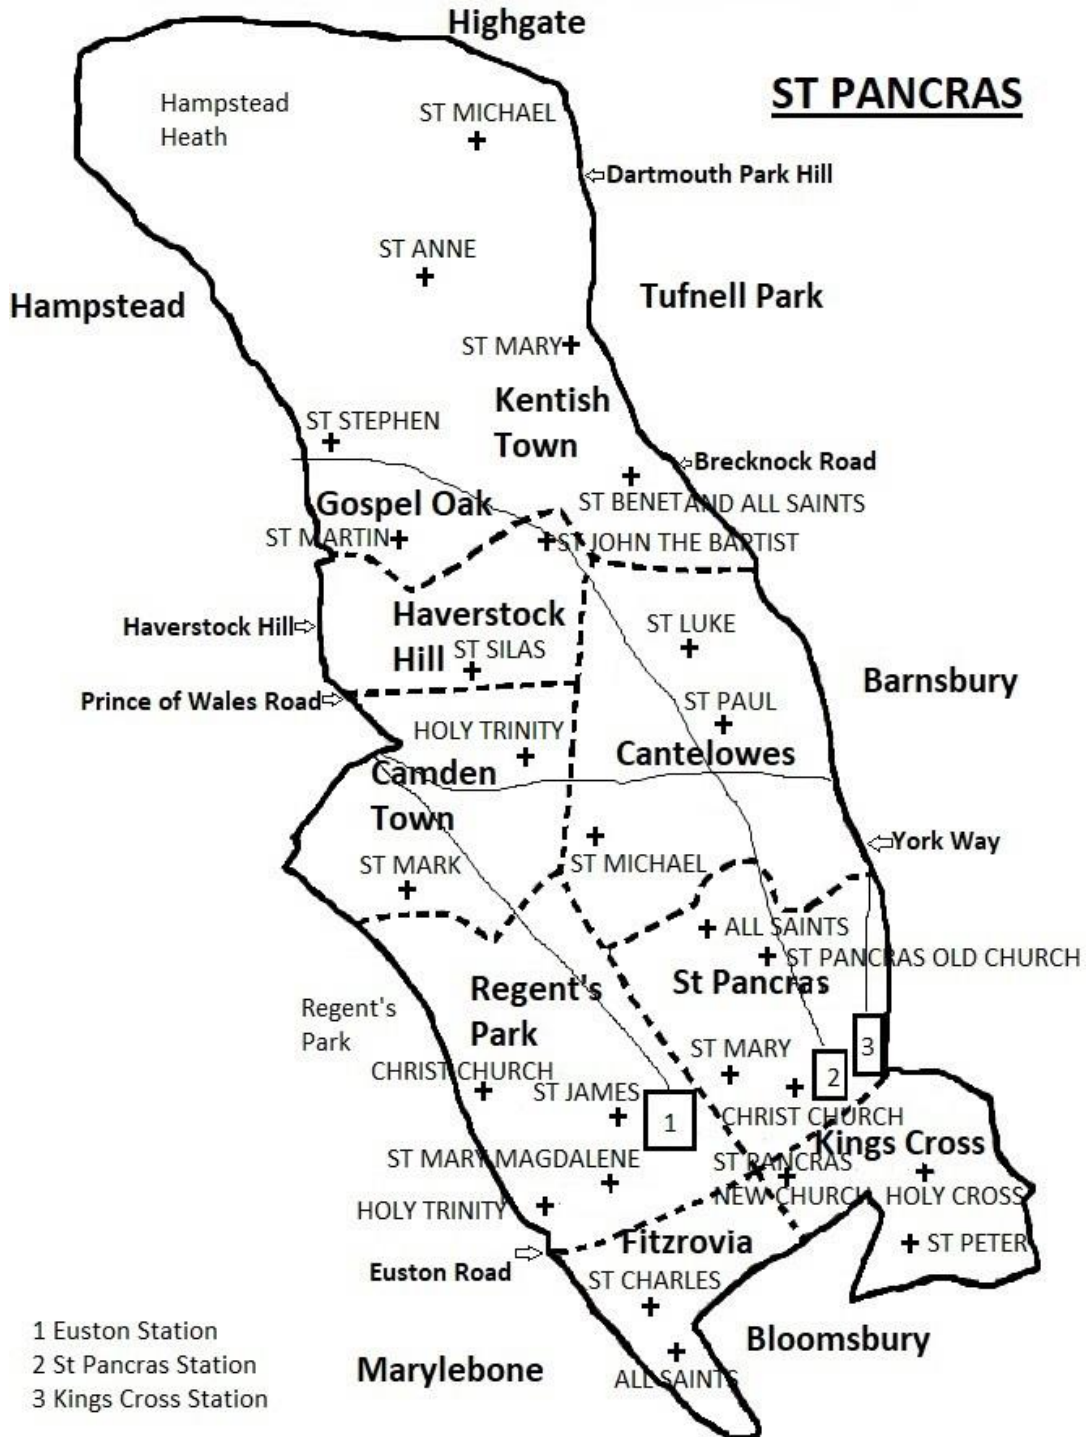 Highgate
ST PANCRAS
Hampstead
Heath
ST MICHAEL
Dartmouth Park Hill
ST ANNE
Hampstead
Tufnell Park
ST MARY
Kentish
Town
ST STEPHEN
Brecknock Road
Gospel Oak
ST BENET AND ALL SAINTS
ST MARTIN
ST JOHN THE BAPTIST
Haverstock
Hill
Haverstock Hill
ST LUKE
ST SILAS
Barnsbury
Prince of Wales Road
ST PAUL
HOLY TRINITY
Cantelowes
Camden
Town
York Way
ST MARK
ST MICHAEL
ALL SAINTS
ST PANCRAS OLD CHURCH
St Pancras
Regent's
Park
Regent's
Park
3
ST MARY
2
CHRIST CHURCH
ST JAMES
1
CHRIST CHURCH
Kings Cross
ST MARY MAGDALENE
ST PANCRAS
NEW CHURCH
HOLY CROSS
HOLY TRINITY
Fitzrovia
ST PETER
Euston Road
ST CHARLES
1 Euston Station
2 St Pancras Station
3 Kings Cross Station
Bloomsbury
Marylebone
ALL SAINTS